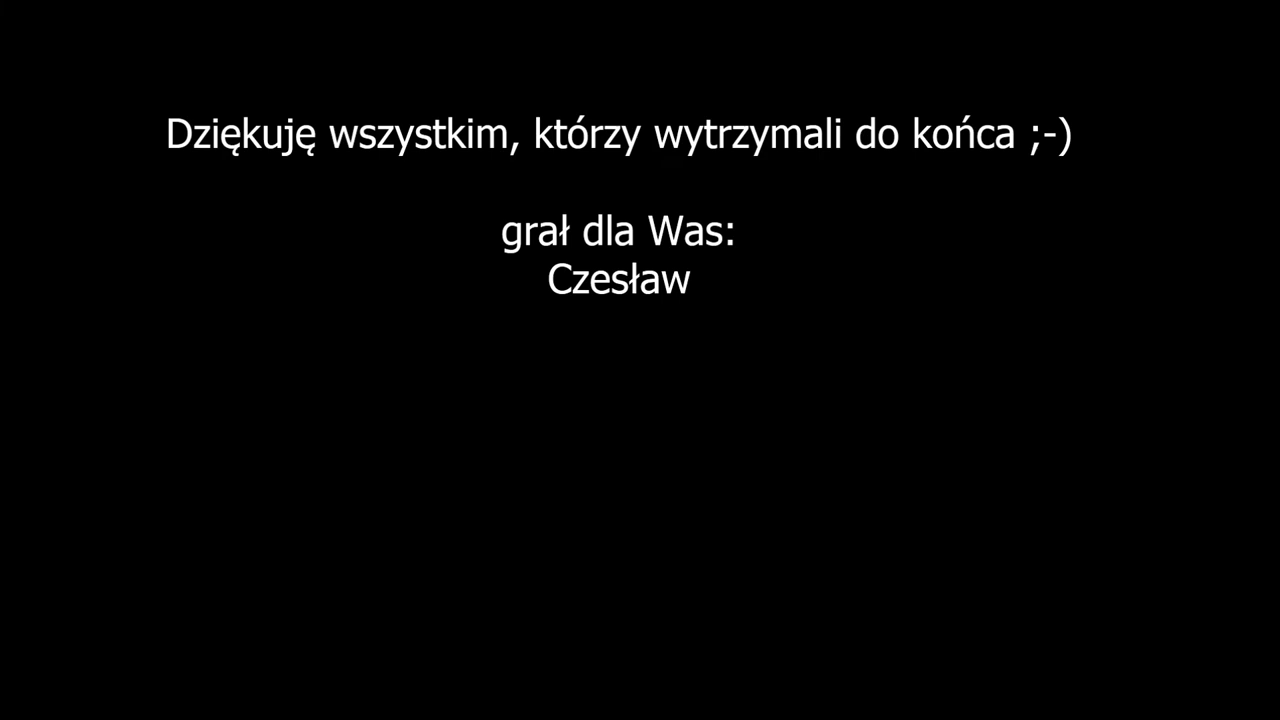 Dziękuję wszystkim, którzy wytrzymali do końca ;-)
grał dla Was:
Czesław